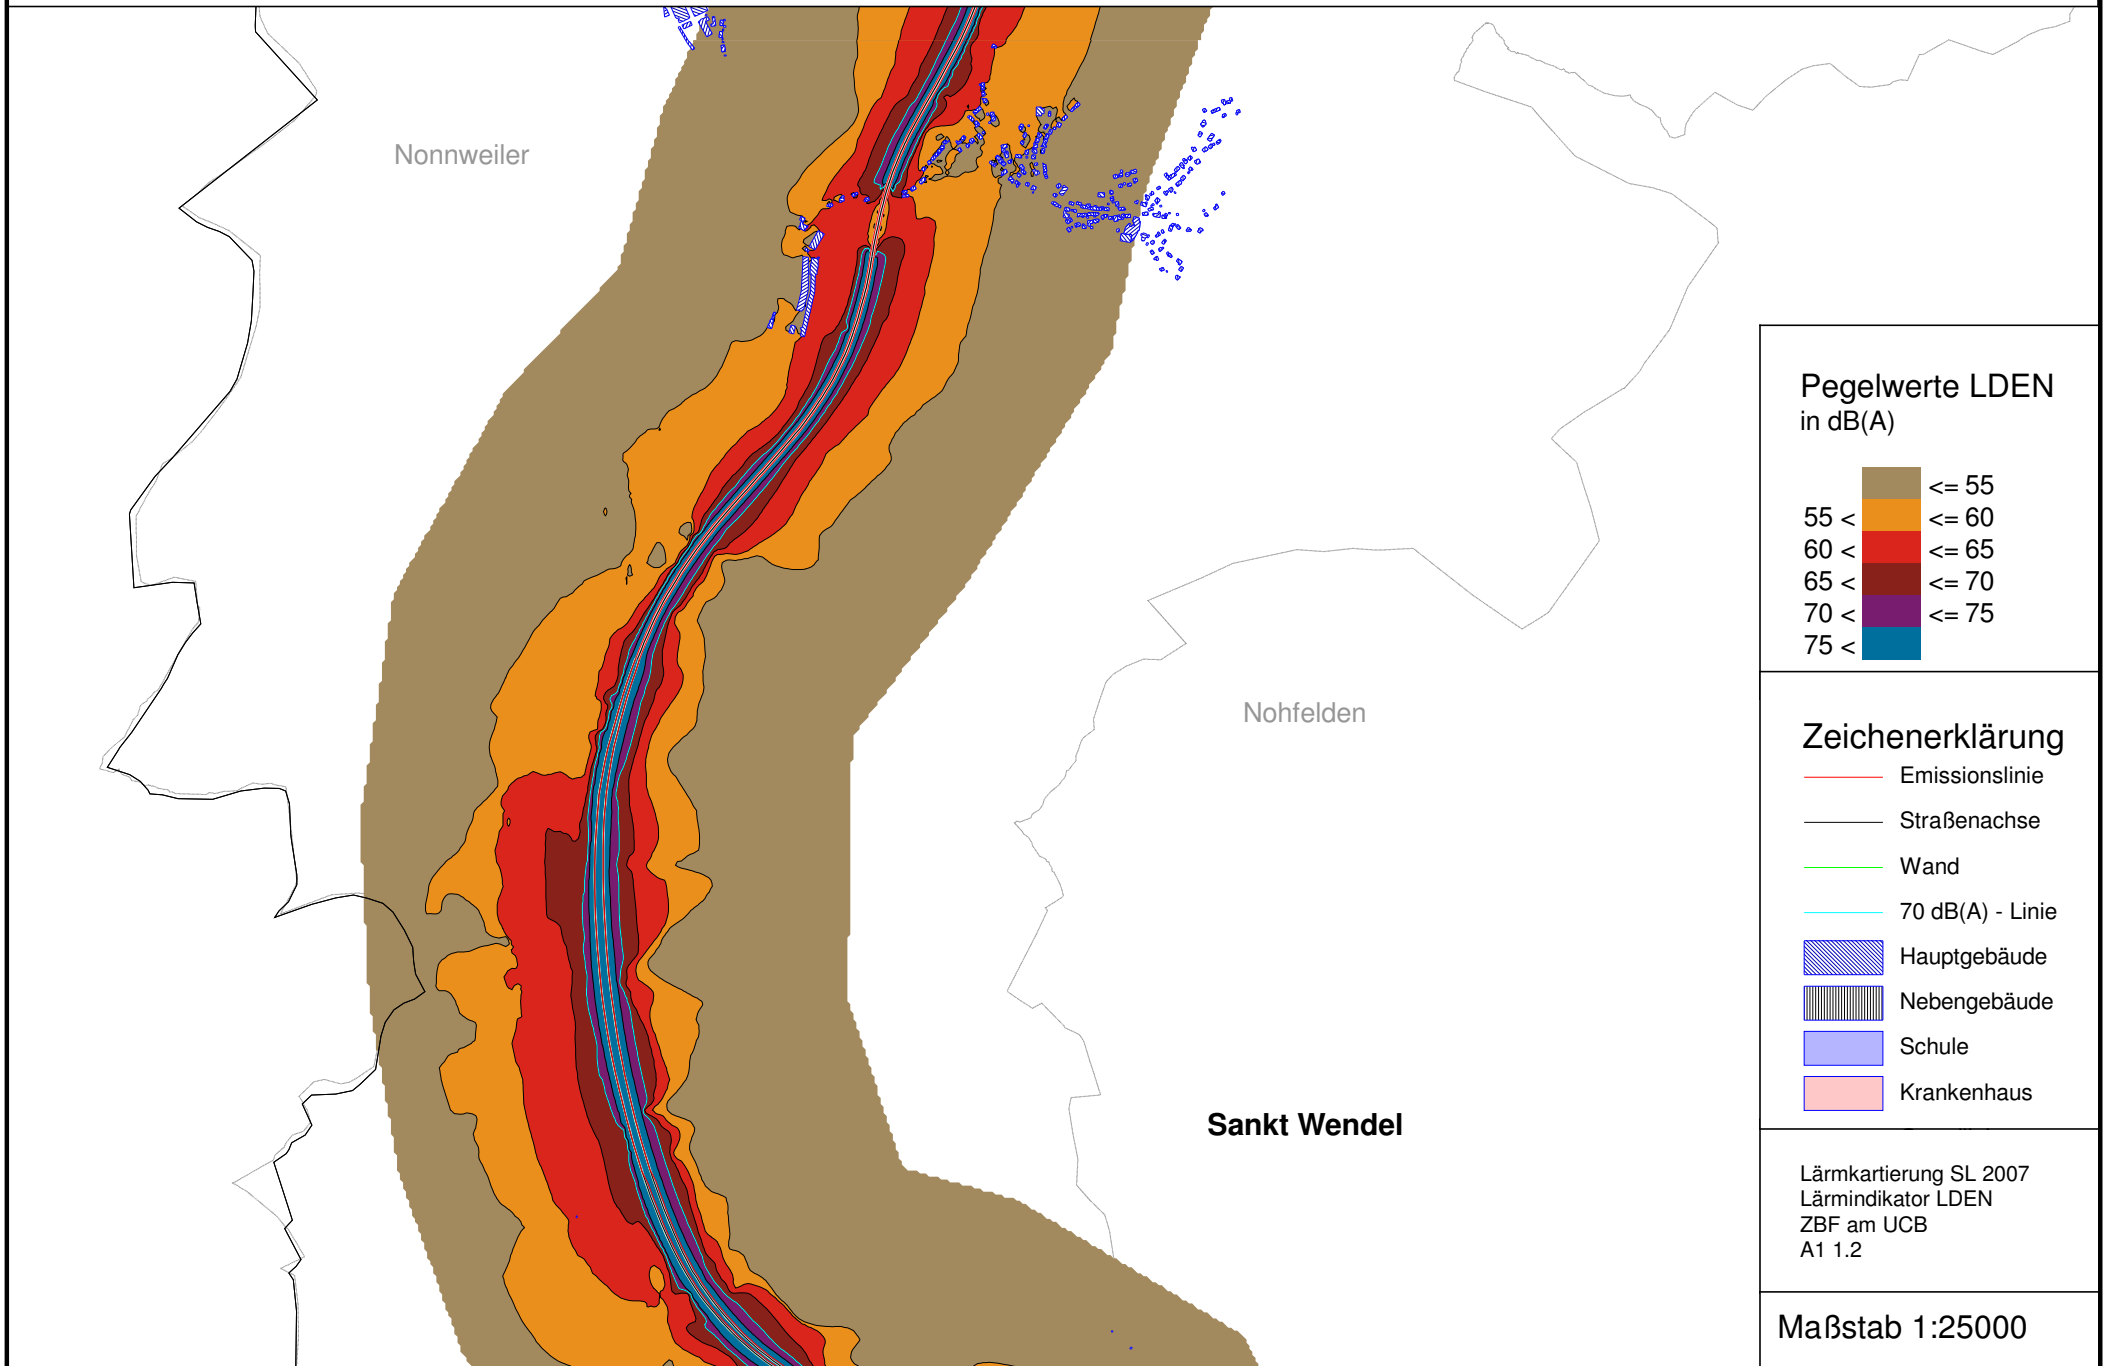 Nonnweiler
Nohfelden
Sankt Wendel
Pegelwerte LDEN
in dB(A)
<= 55
55 < <= 60
60 < <= 65
65 < <= 70
70 < <= 75
75 <
Zeichenerklärung
Emissionslinie
Straßenachse
Wand
70 dB(A) - Linie
Hauptgebäude
Nebengebäude
Schule
Krankenhaus
Lärmkartierung SL 2007
Lärmindikator LDEN
ZBF am UCB
A1 1.2
Maßstab 1:25000